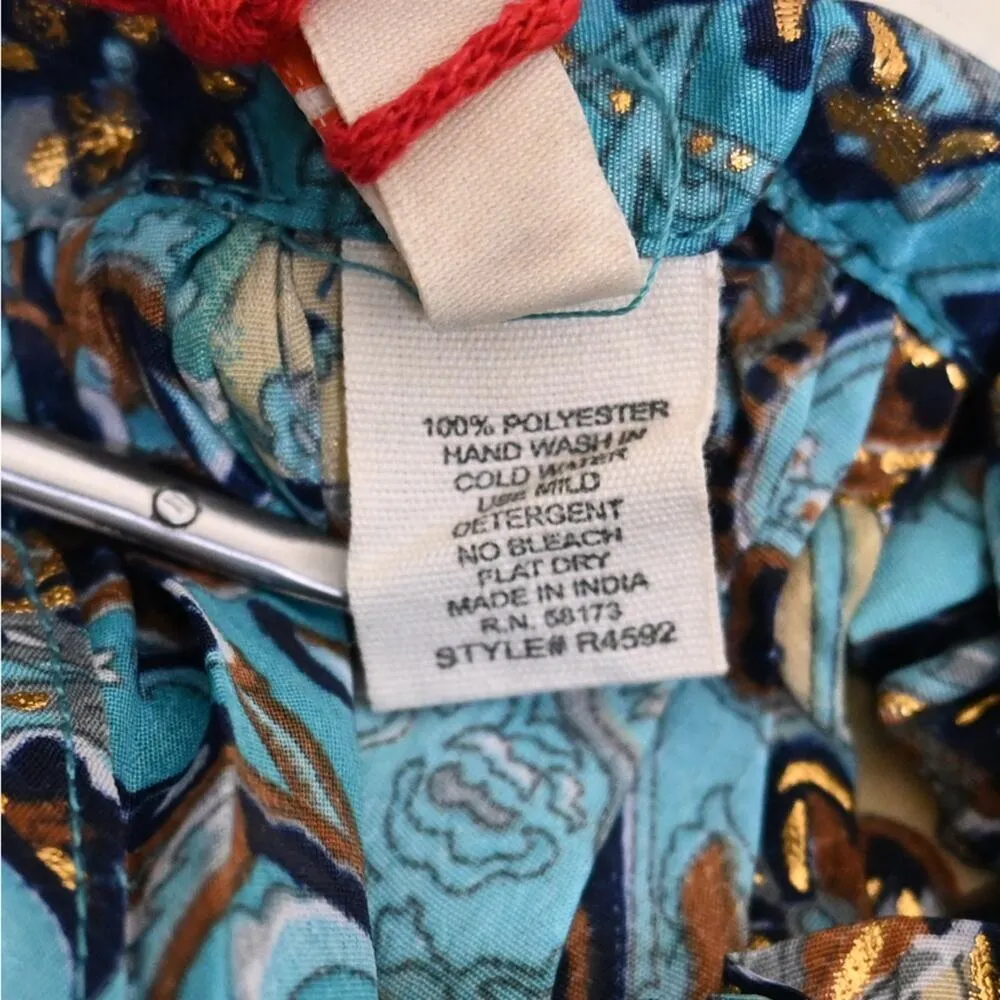 100% POLYESTER
HAND WASH IN
COLD WATER
USE MILD
DETERGENT
NO BLEACH
FLAT DRY
MADE IN INDIA
R.N. 58173
STYLE# R4592